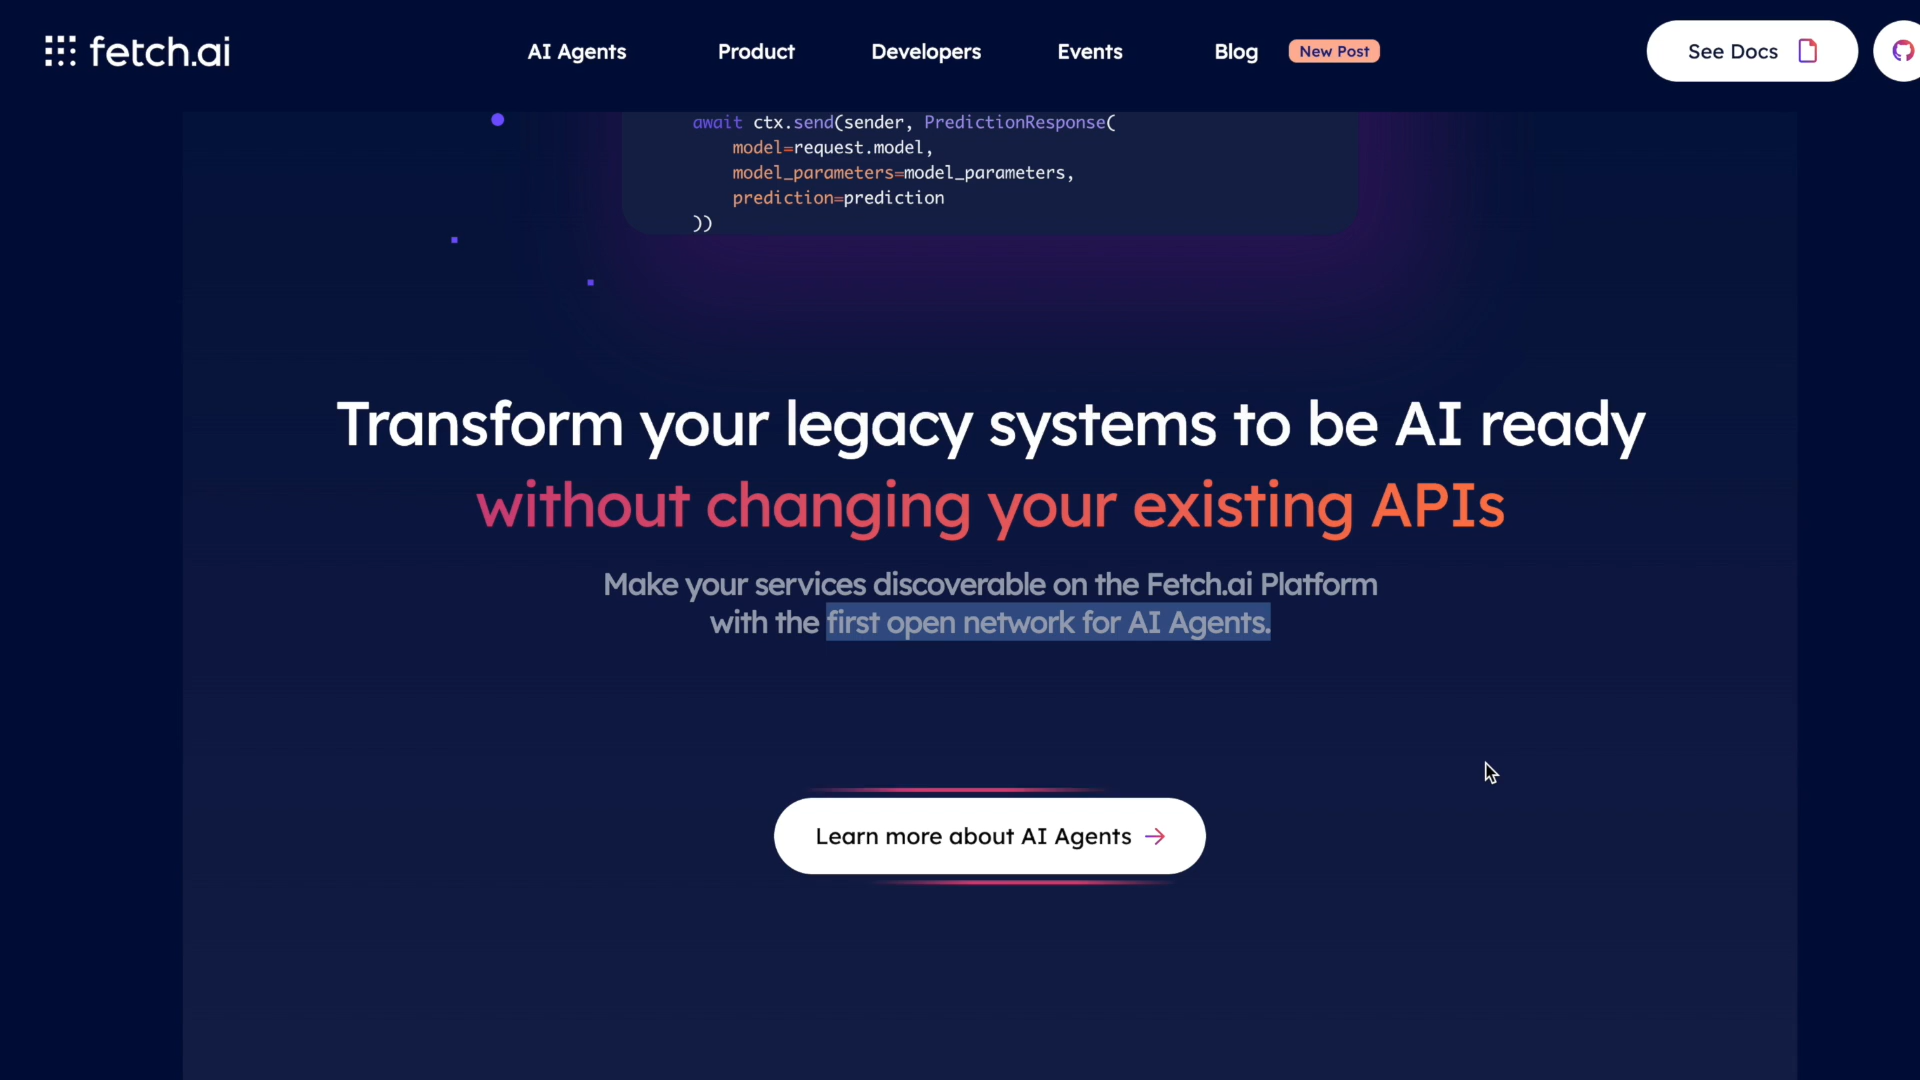 fetch.ai
AI Agents
Product
Developers
Events
Blog
New Post
See Docs
await ctx.send(sender, PredictionResponse(
model=request.model,
model_parameters=model_parameters,
prediction=prediction
))
Transform your legacy systems to be AI ready
without changing your existing APIs
Make your services discoverable on the Fetch.ai Platform
with the first open network for AI Agents.
Learn more about AI Agents